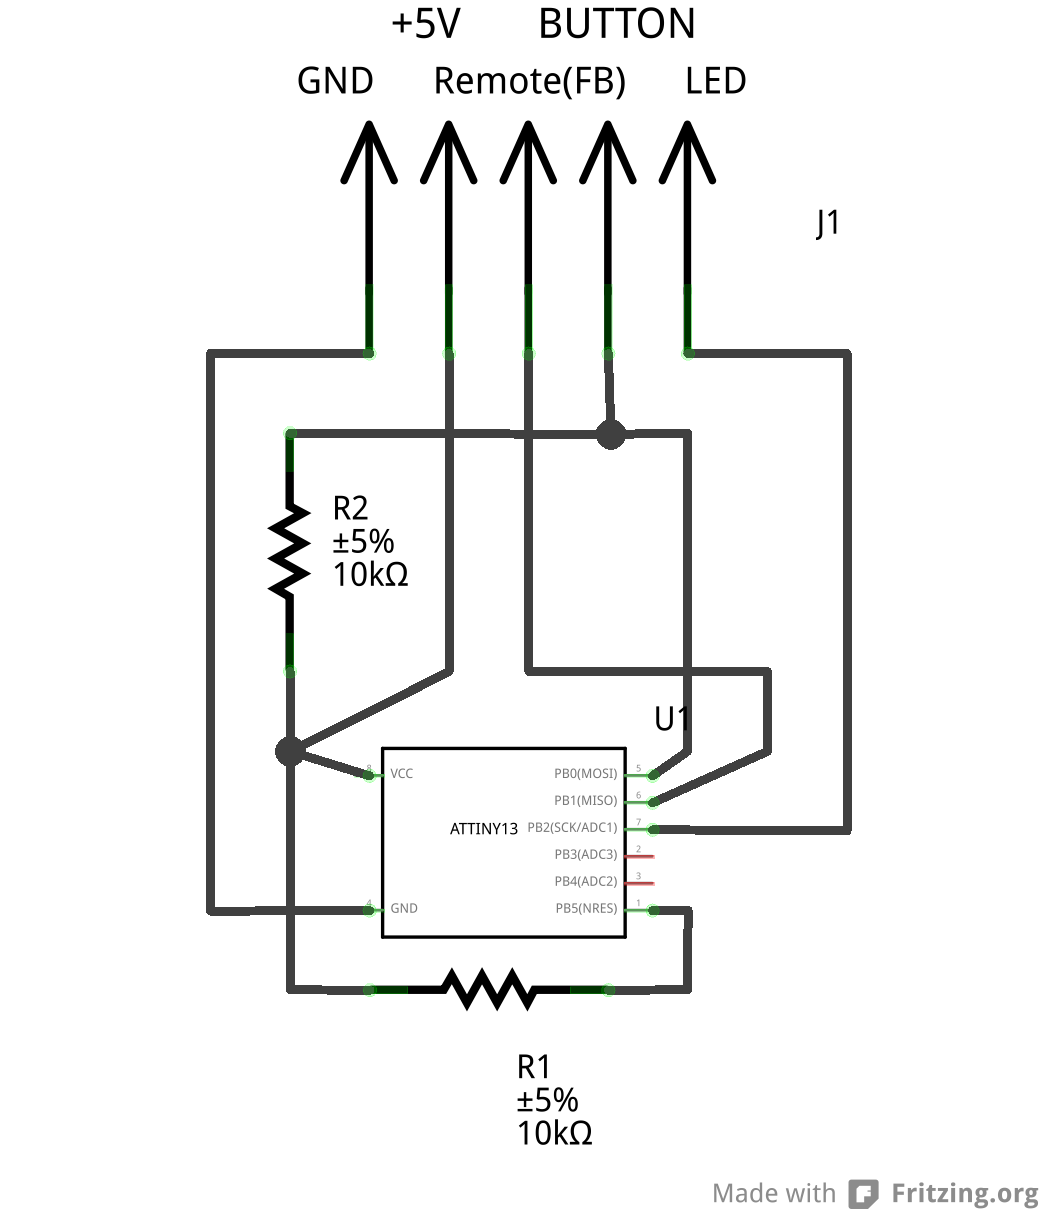 +5V BUTTON
GND Remote(FB) LED
J1
R2
±5%
10kΩ
U1
8 VCC PB0(MOSI) 5
PB1(MISO) 6
ATTINY13 PB2(SCK/ADC1) 7
PB3(ADC3) 2
PB4(ADC2) 3
4 GND PB5(NRES) 1
R1
±5%
10kΩ
Made with Fritzing.org